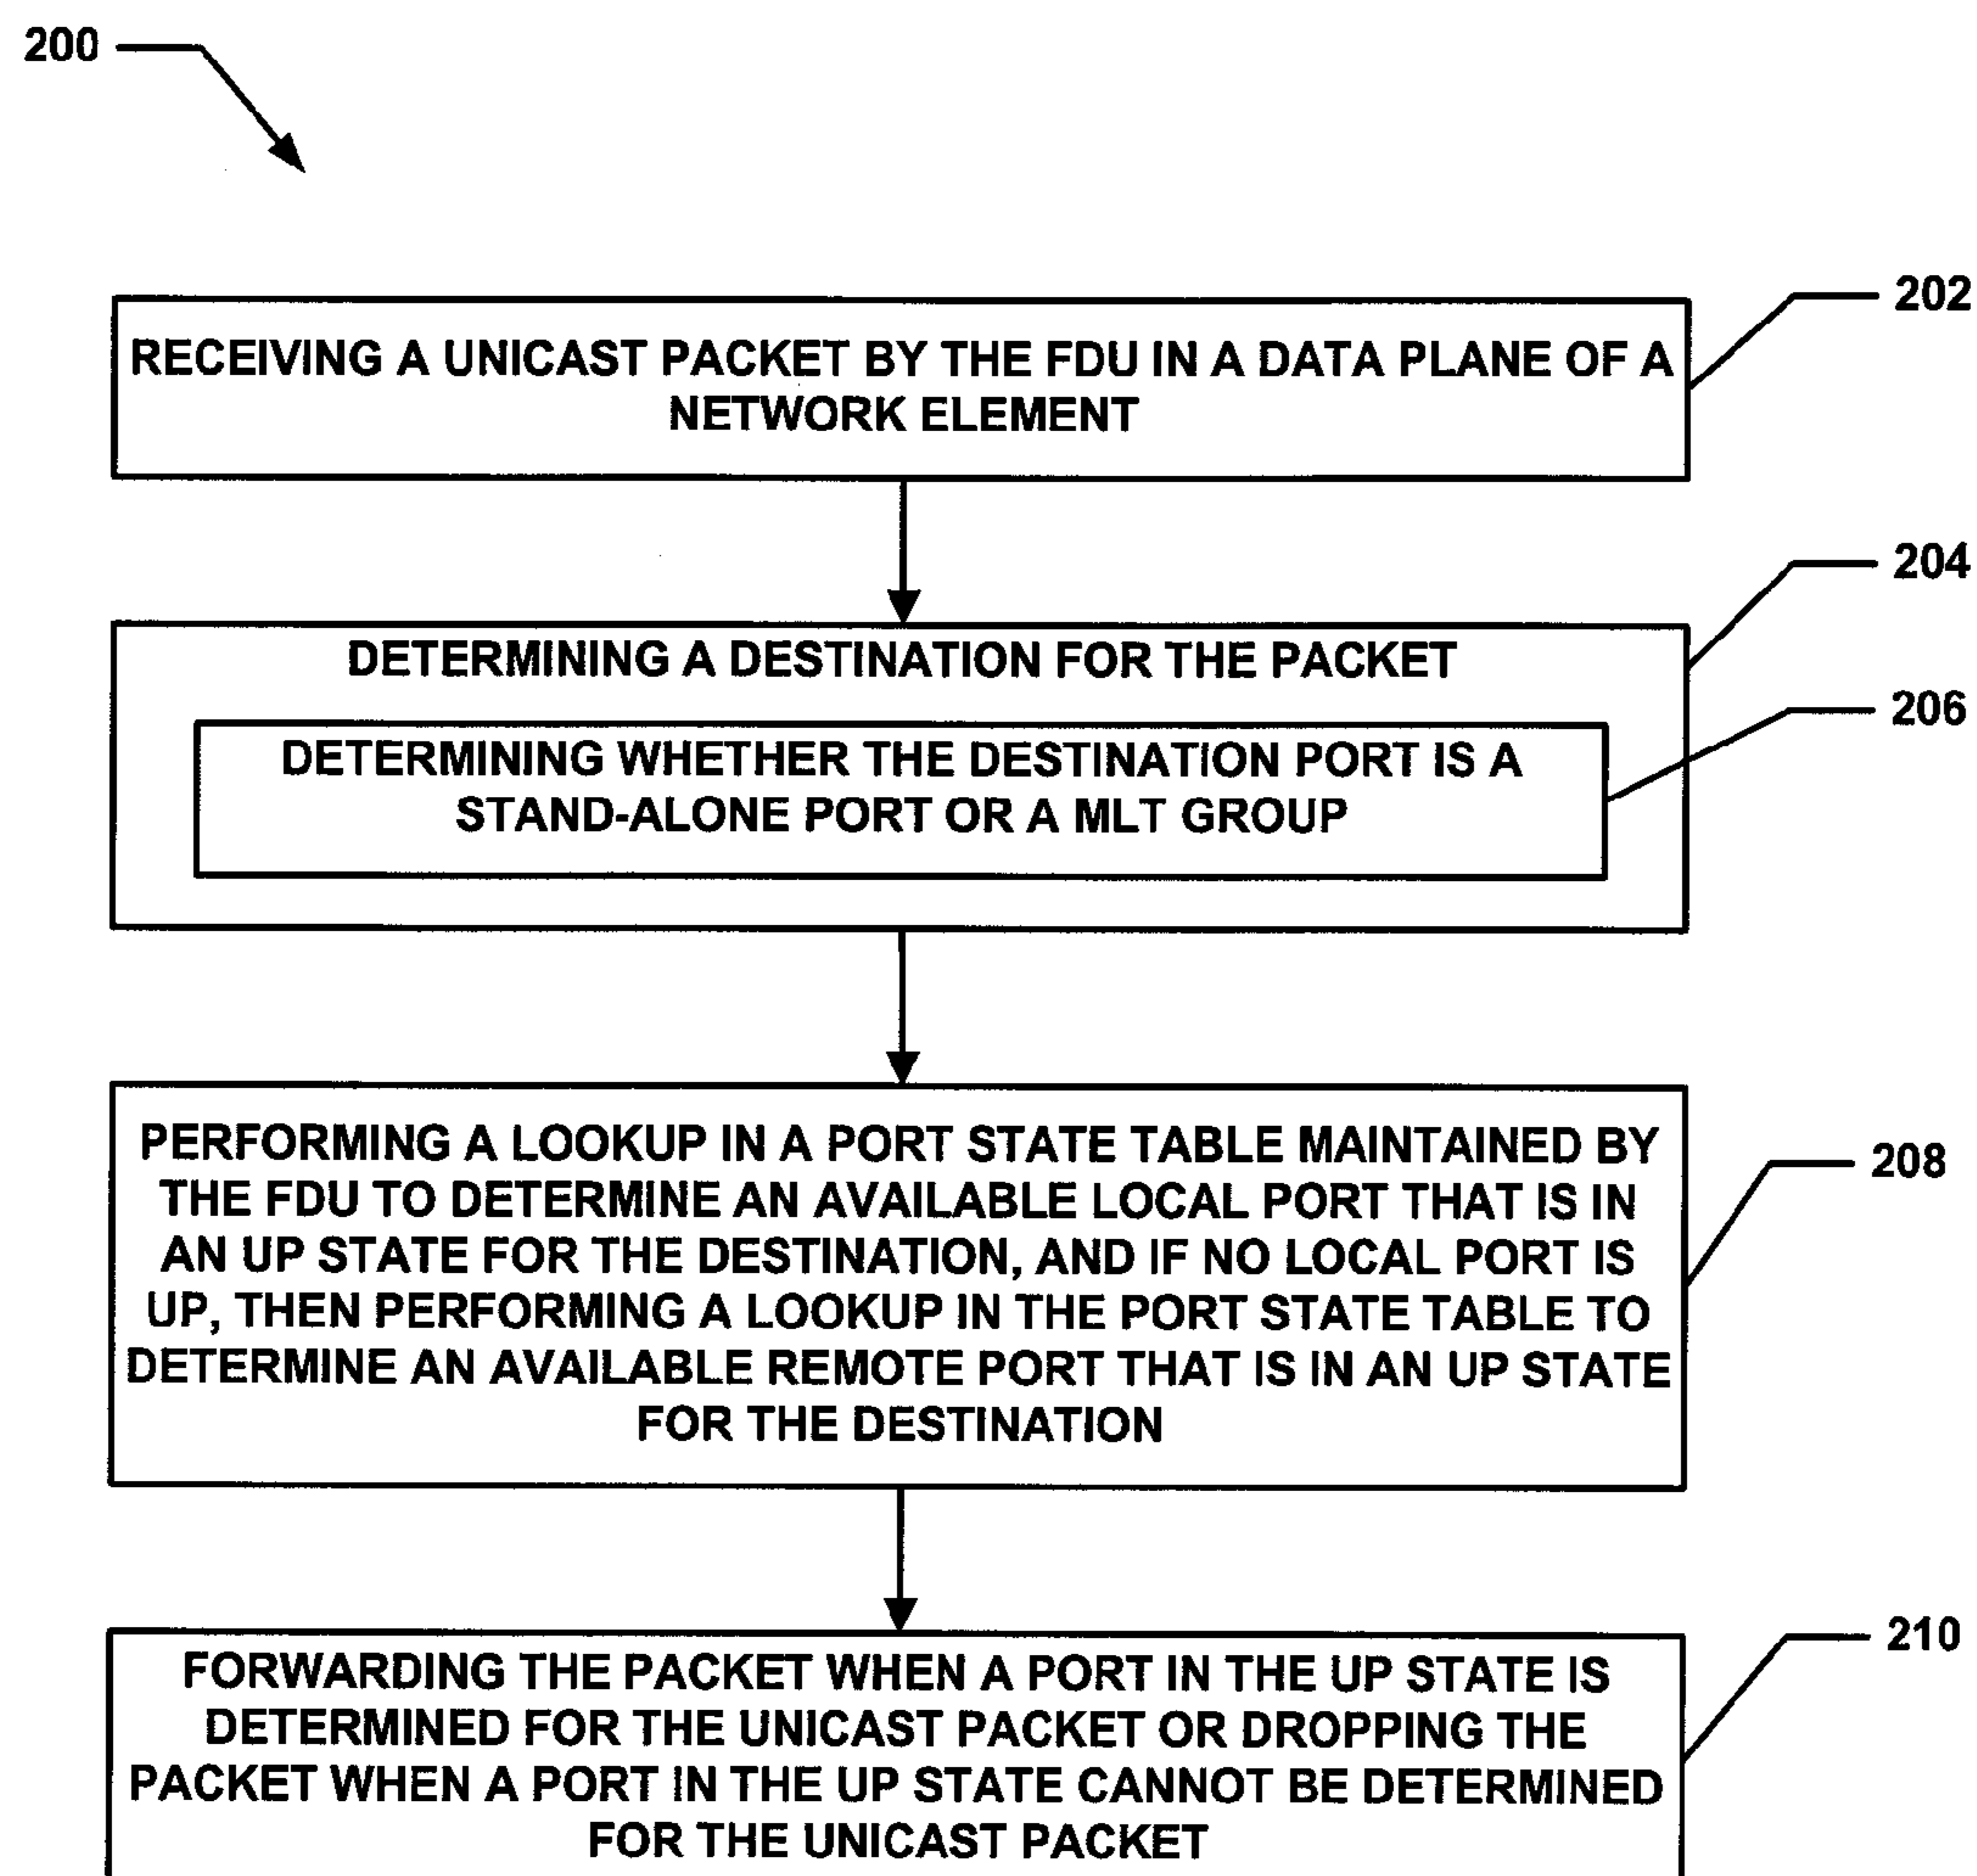 200
202
RECEIVING A UNICAST PACKET BY THE FDU IN A DATA PLANE OF A
NETWORK ELEMENT
204
DETERMINING A DESTINATION FOR THE PACKET
206
DETERMINING WHETHER THE DESTINATION PORT IS A
STAND-ALONE PORT OR A MLT GROUP
208
PERFORMING A LOOKUP IN A PORT STATE TABLE MAINTAINED BY
THE FDU TO DETERMINE AN AVAILABLE LOCAL PORT THAT IS IN
AN UP STATE FOR THE DESTINATION, AND IF NO LOCAL PORT IS
UP, THEN PERFORMING A LOOKUP IN THE PORT STATE TABLE TO
DETERMINE AN AVAILABLE REMOTE PORT THAT IS IN AN UP STATE
FOR THE DESTINATION
210
FORWARDING THE PACKET WHEN A PORT IN THE UP STATE IS
DETERMINED FOR THE UNICAST PACKET OR DROPPING THE
PACKET WHEN A PORT IN THE UP STATE CANNOT BE DETERMINED
FOR THE UNICAST PACKET